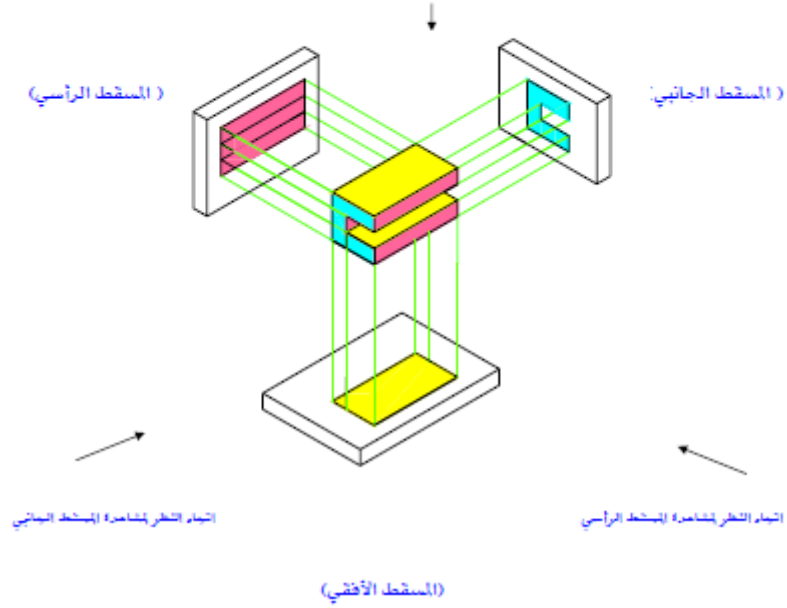 ( المسقط الجانبي:
( المسقط الرأسي)
اتجاه النظر لمشاهدة المسقط الرأسي
اتجاه النظر لمشاهدة المسقط الجانبي
(المسقط الأفقي)